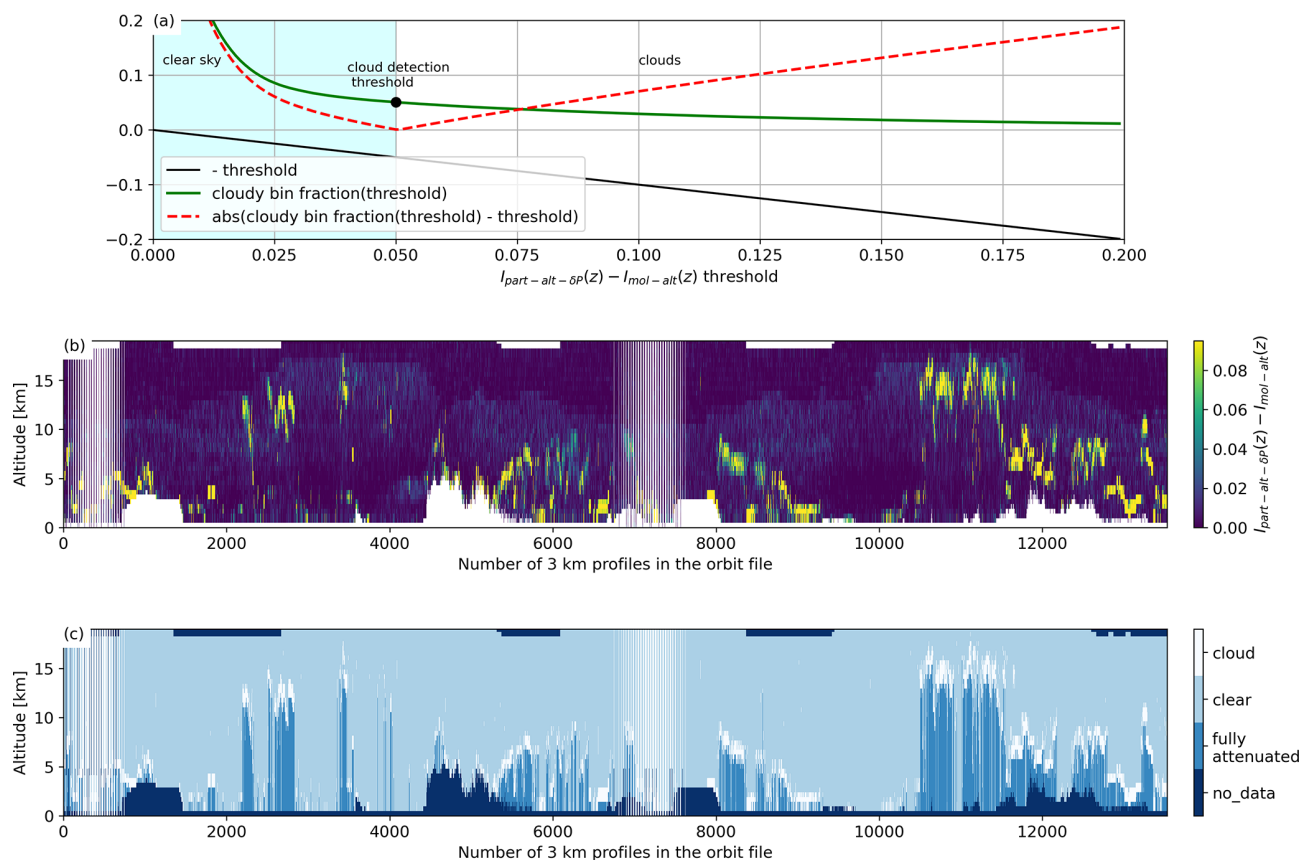 (a)
0.2
0.1
0.0
−0.1
−0.2
clear sky
cloud detection
threshold
clouds
- threshold
cloudy bin fraction(threshold)
abs(cloudy bin fraction(threshold) - threshold)
0.000 0.025 0.050 0.075 0.100 0.125 0.150 0.175 0.200
I_{part−alt−δP}(z) − I_{mol−alt}(z) threshold
(b)
Altitude [km]
15
10
5
0
0 2000 4000 6000 8000 10000 12000
Number of 3 km profiles in the orbit file
0.08
0.06
0.04
0.02
0.00
I_{part−alt−δP}(z) − I_{mol−alt}(z)
(c)
Altitude [km]
15
10
5
0
0 2000 4000 6000 8000 10000 12000
Number of 3 km profiles in the orbit file
cloud
clear
fully
attenuated
no_data